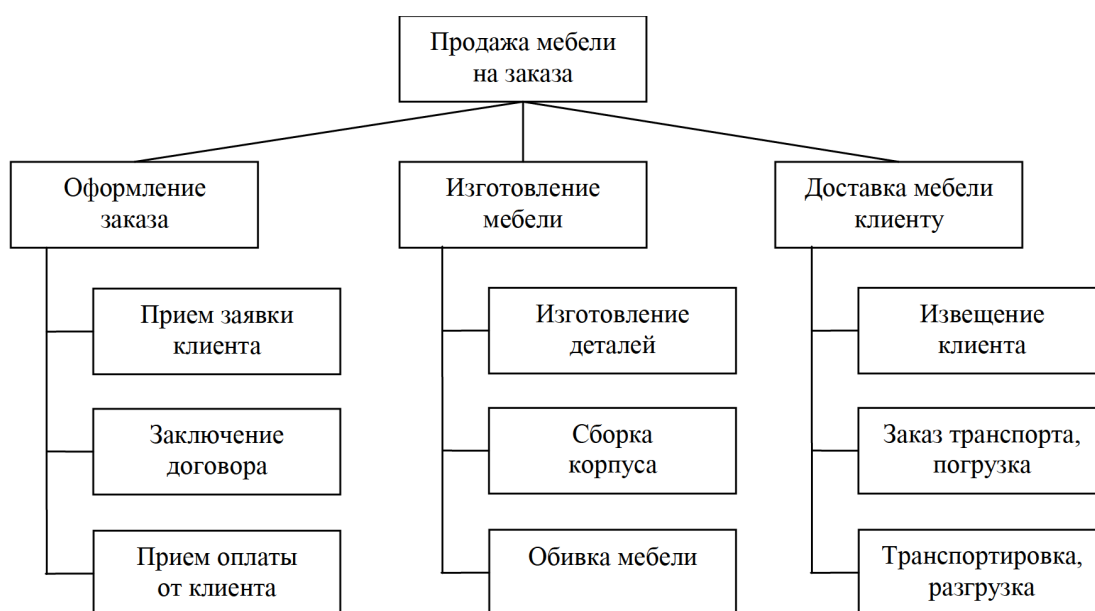 Продажа мебели
на заказа
Оформление
заказа
Изготовление
мебели
Доставка мебели
клиенту
Прием заявки
клиента
Изготовление
деталей
Извещение
клиента
Заключение
договора
Сборка
корпуса
Заказ транспорта,
погрузка
Прием оплаты
от клиента
Обивка мебели
Транспортировка,
разгрузка